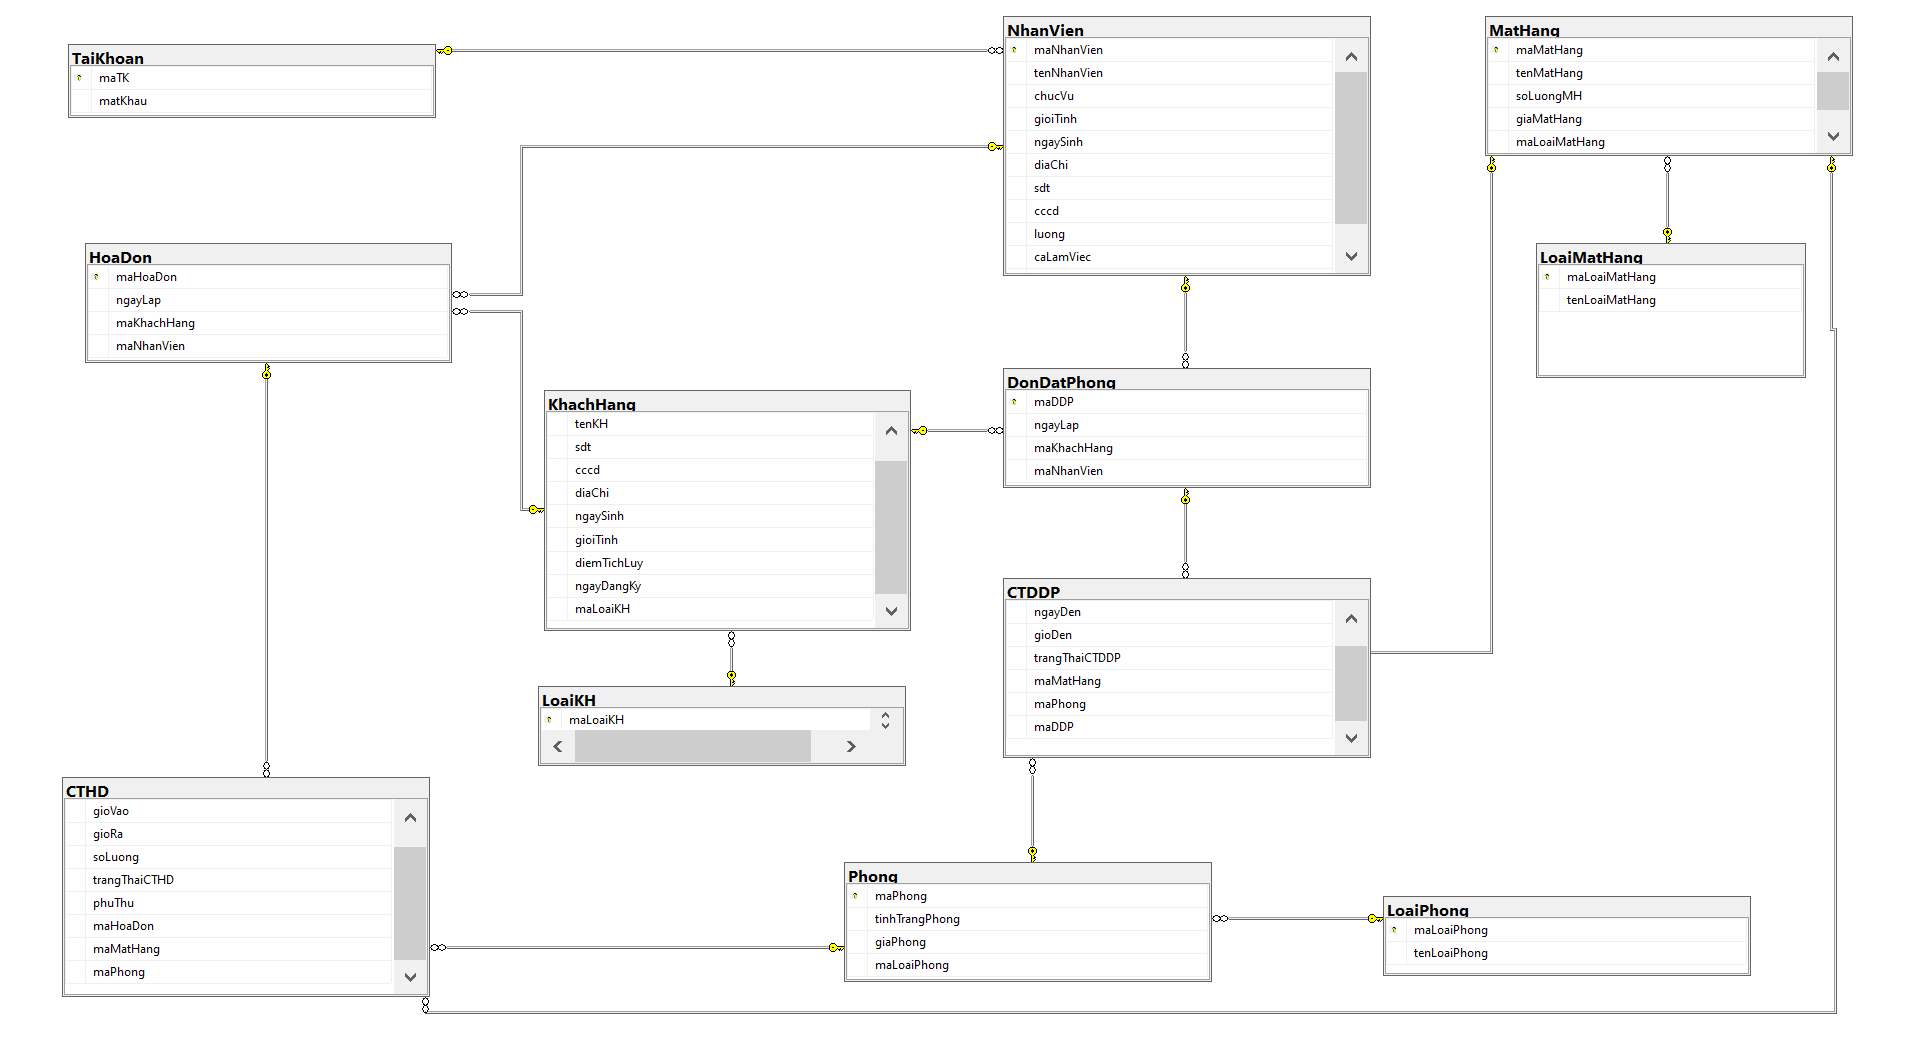 TaiKhoan
maTK
matKhau
NhanVien
maNhanVien
tenNhanVien
chucVu
gioiTinh
ngaySinh
diaChi
sdt
cccd
luong
caLamViec
MatHang
maMatHang
tenMatHang
soLuongMH
giaMatHang
maLoaiMatHang
HoaDon
maHoaDon
ngayLap
maKhachHang
maNhanVien
LoaiMatHang
maLoaiMatHang
tenLoaiMatHang
KhachHang
tenKH
sdt
cccd
diaChi
ngaySinh
gioiTinh
diemTichLuy
ngayDangKy
maLoaiKH
DonDatPhong
maDDP
ngayLap
maKhachHang
maNhanVien
CTDDP
ngayDen
gioDen
trangThaiCTDDP
maMatHang
maPhong
maDDP
LoaiKH
maLoaiKH
CTHD
gioVao
gioRa
soLuong
trangThaiCTHD
phuThu
maHoaDon
maMatHang
maPhong
Phong
maPhong
tinhTrangPhong
giaPhong
maLoaiPhong
LoaiPhong
maLoaiPhong
tenLoaiPhong